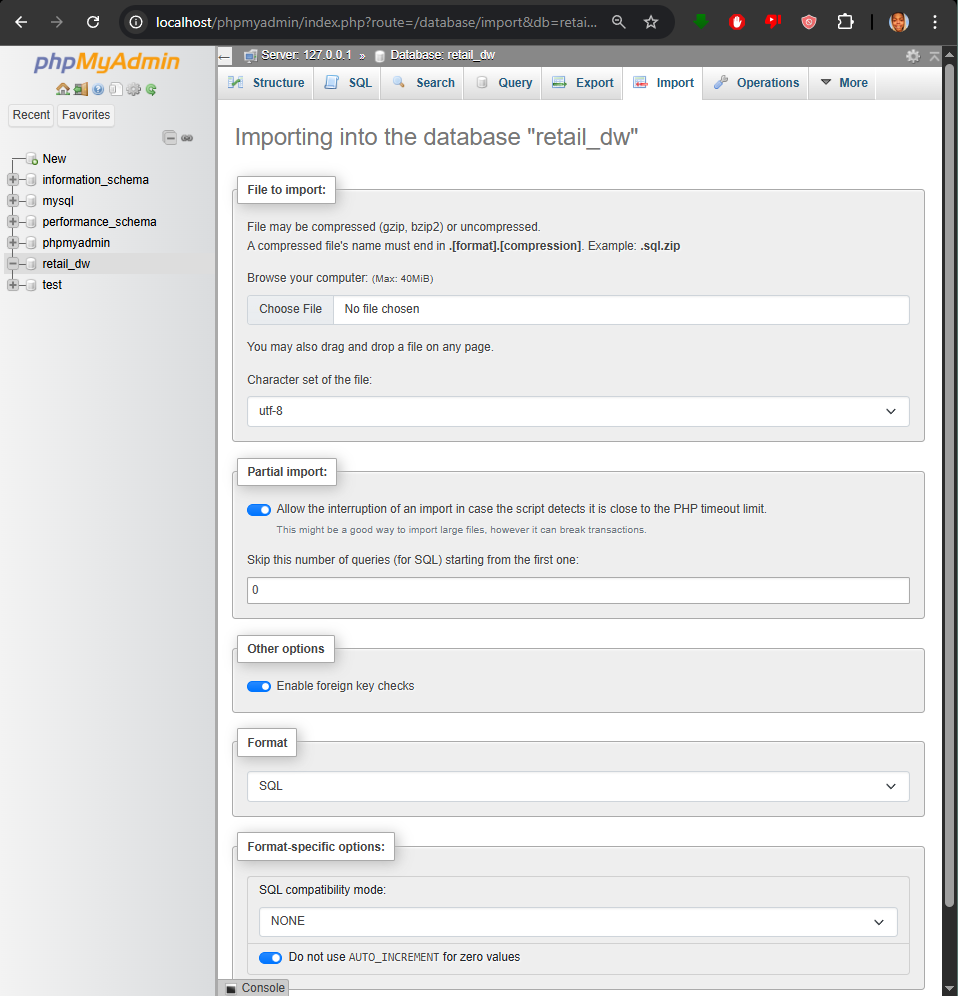 localhost/phpmyadmin/index.php?route=/database/import&db=retai...
phpMyAdmin
Recent
Favorites
New
information_schema
mysql
performance_schema
phpmyadmin
retail_dw
test
Server: 127.0.0.1 » Database: retail_dw
Structure SQL Search Query Export Import Operations More
Importing into the database "retail_dw"
File to import:
File may be compressed (gzip, bzip2) or uncompressed.
A compressed file's name must end in .[format].[compression]. Example: .sql.zip
Browse your computer: (Max: 40MiB)
Choose File No file chosen
You may also drag and drop a file on any page.
Character set of the file:
utf-8
Partial import:
Allow the interruption of an import in case the script detects it is close to the PHP timeout limit.
This might be a good way to import large files, however it can break transactions.
Skip this number of queries (for SQL) starting from the first one:
0
Other options
Enable foreign key checks
Format
SQL
Format-specific options:
SQL compatibility mode:
NONE
Do not use AUTO_INCREMENT for zero values
Console